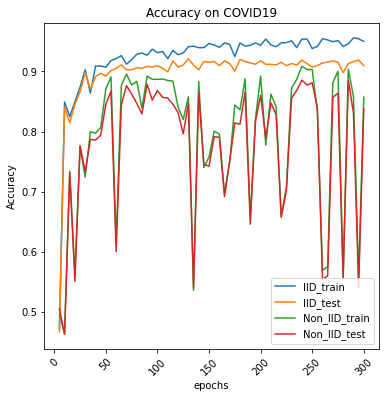 Accuracy on COVID19
Accuracy
0.9
0.8
0.7
0.6
0.5
0
50
100
150
200
250
300
epochs
IID_train
IID_test
Non_IID_train
Non_IID_test